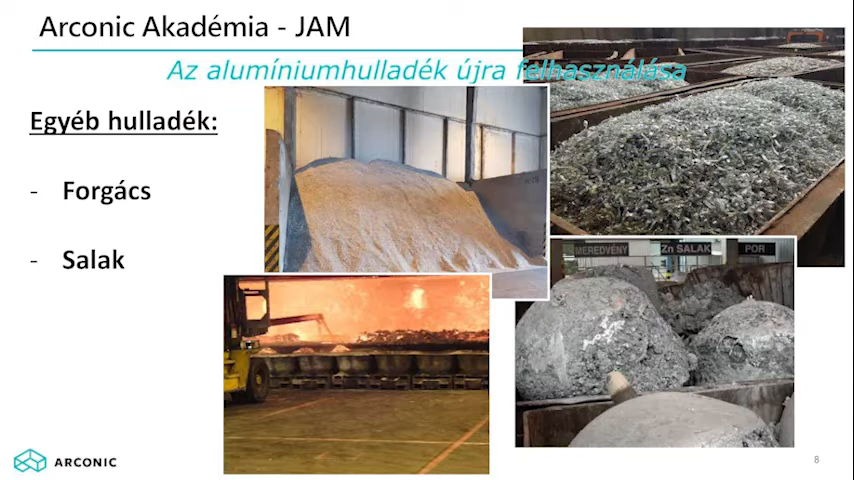 Arconic Akadémia - JAM
Az alumíniumhulladék újra felhasználása
Egyéb hulladék:
- Forgács
- Salak
MEREDVÉNY
Zn SALAK
POR
ARCONIC
8